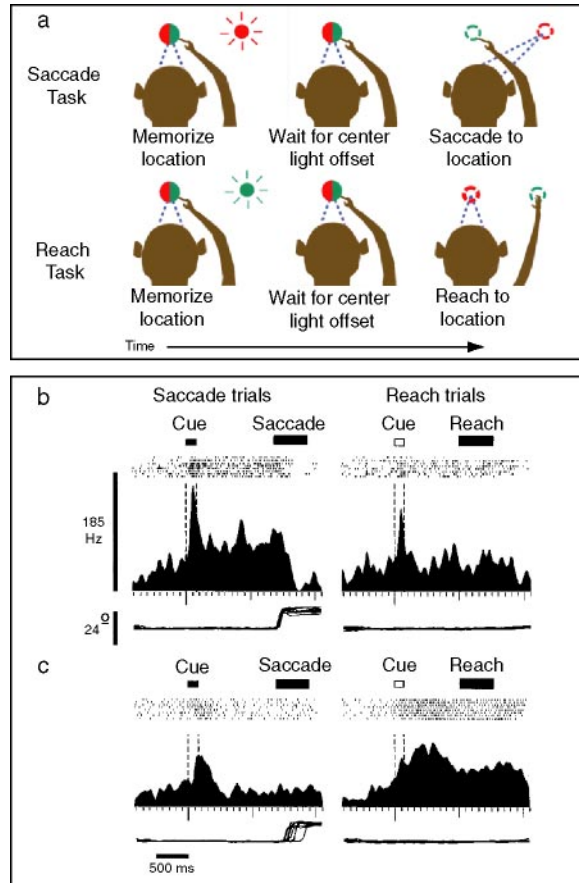 a
Saccade
Task
Memorize
location
Wait for center
light offset
Saccade to
location
Reach
Task
Memorize
location
Wait for center
light offset
Reach to
location
Time
b
Saccade trials
Reach trials
Cue
Saccade
Cue
Reach
185
Hz
24º
c
Cue
Saccade
Cue
Reach
500 ms